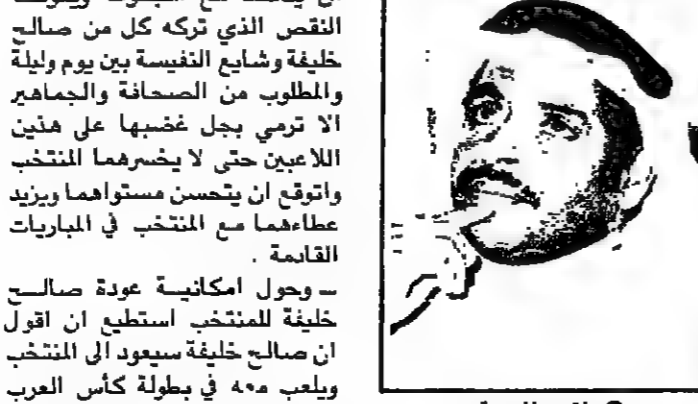 النقص الذي تركه كل من صالح
خليفة وشايع النفيسة بين يوم وليلة
والمطلوب من الصحافة والجماهير
الا ترمي بجل غضبها على هذين
اللاعبين حتى لا يخسرهما المنتخب
واتوقع ان يتحسن مستواهما ويزيد
عطاءهما مع المنتخب في المباريات
القادمة .
ـ وحول امكانية عودة صالح
خليفة للمنتخب استطيع ان اقول
ان صالح خليفة سيعود الى المنتخب
ويلعب معه في بطولة كأس العرب